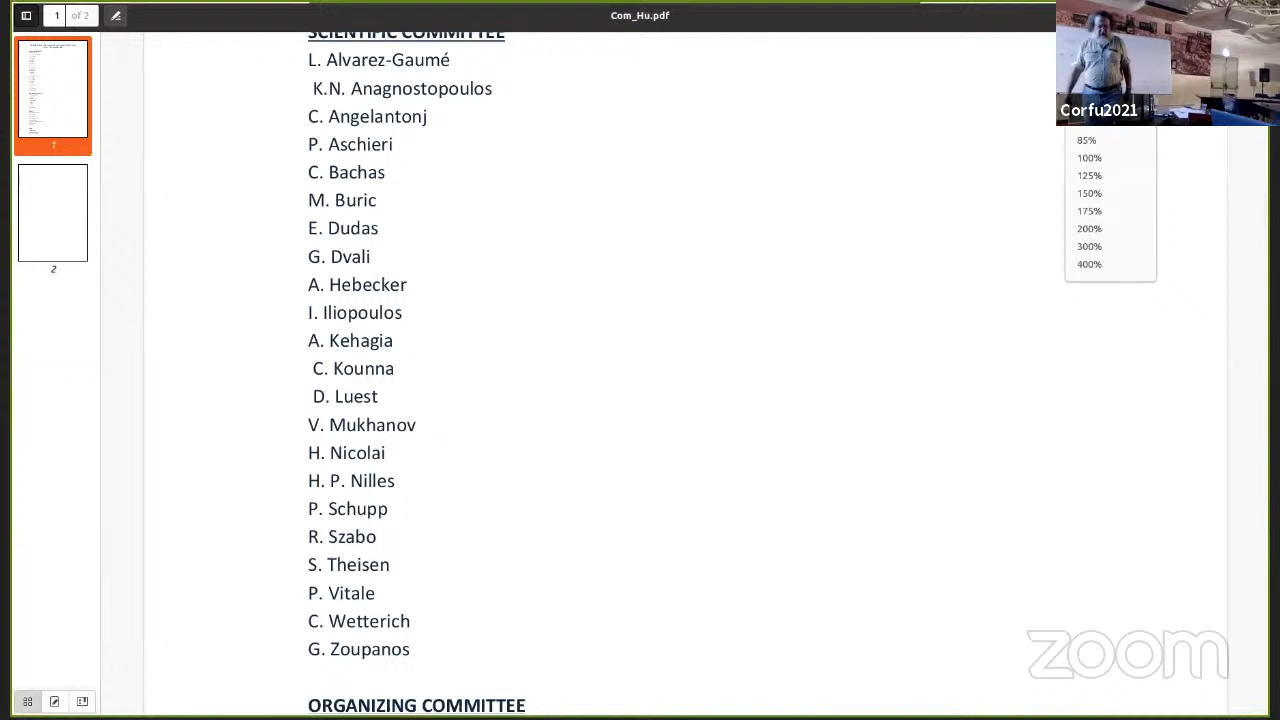 1
of 2
Com_Hu.pdf
SCIENTIFIC COMMITTEE
L. Alvarez-Gaumé
K.N. Anagnostopoulos
C. Angelantonj
P. Aschieri
C. Bachas
M. Buric
E. Dudas
G. Dvali
A. Hebecker
I. Iliopoulos
A. Kehagia
C. Kounna
D. Luest
V. Mukhanov
H. Nicolai
H. P. Nilles
P. Schupp
R. Szabo
S. Theisen
P. Vitale
C. Wetterich
G. Zoupanos
ORGANIZING COMMITTEE
1
2
Corfu2021
85%
100%
125%
150%
175%
200%
300%
400%
zoom